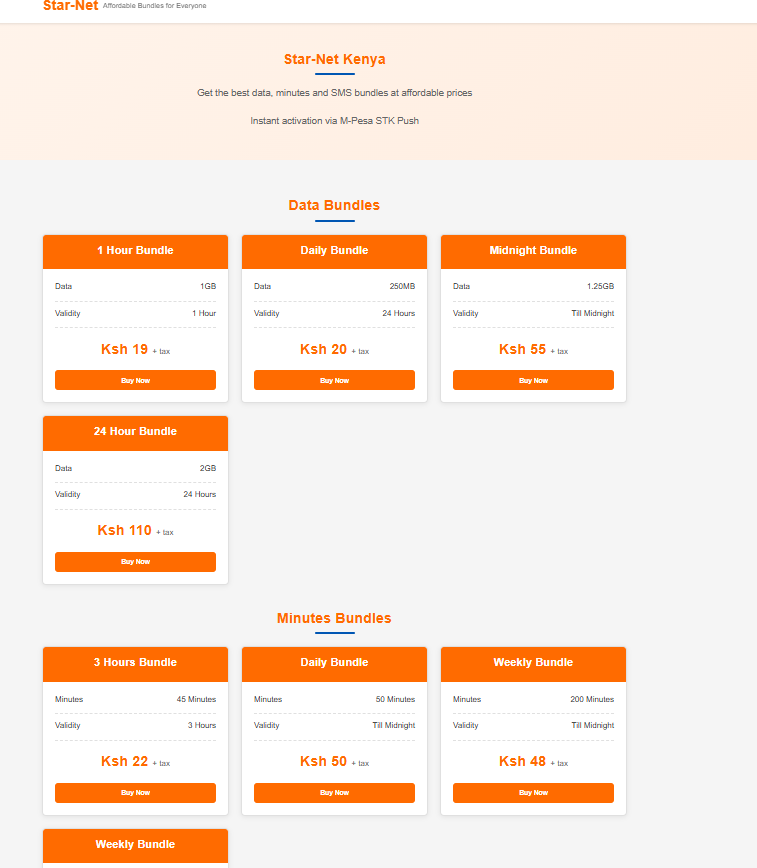 Star-Net Affordable Bundles for Everyone
Star-Net Kenya
Get the best data, minutes and SMS bundles at affordable prices
Instant activation via M-Pesa STK Push
Data Bundles
1 Hour Bundle
Data 1GB
Validity 1 Hour
Ksh 19 + tax
Buy Now
Daily Bundle
Data 250MB
Validity 24 Hours
Ksh 20 + tax
Buy Now
Midnight Bundle
Data 1.25GB
Validity Till Midnight
Ksh 55 + tax
Buy Now
24 Hour Bundle
Data 2GB
Validity 24 Hours
Ksh 110 + tax
Buy Now
Minutes Bundles
3 Hours Bundle
Minutes 45 Minutes
Validity 3 Hours
Ksh 22 + tax
Buy Now
Daily Bundle
Minutes 50 Minutes
Validity Till Midnight
Ksh 50 + tax
Buy Now
Weekly Bundle
Minutes 200 Minutes
Validity Till Midnight
Ksh 48 + tax
Buy Now
Weekly Bundle